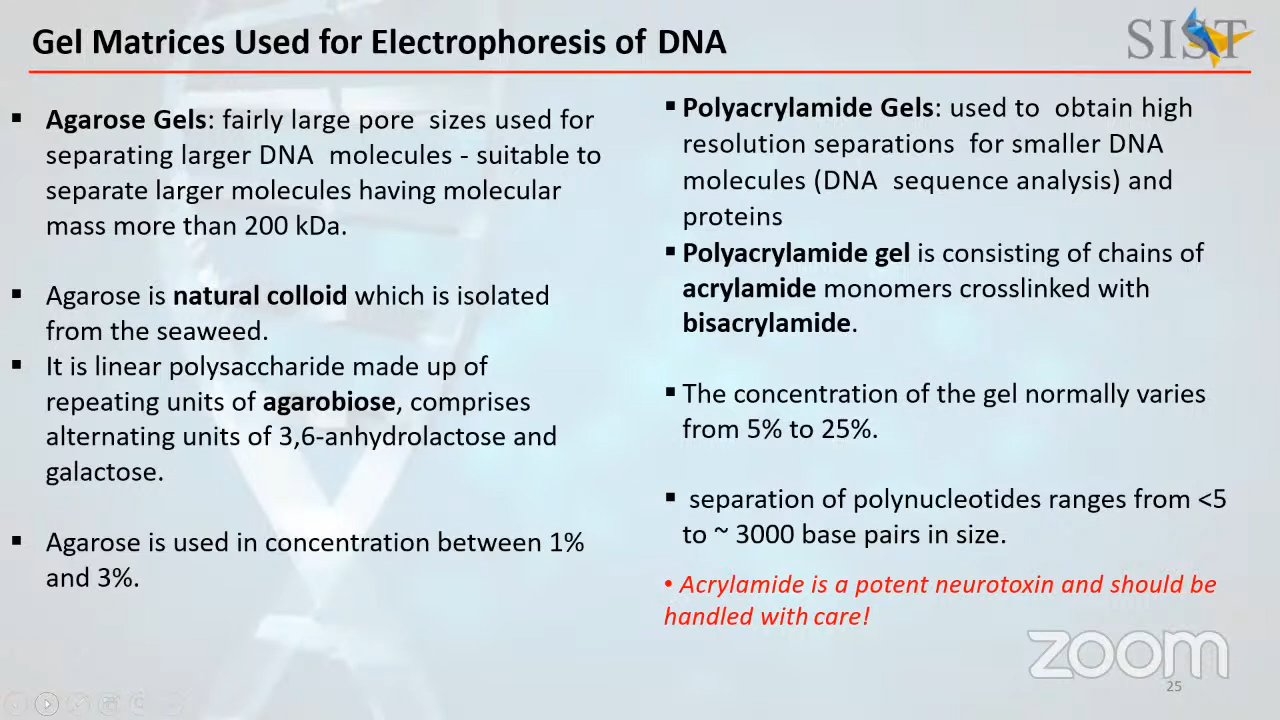 Gel Matrices Used for Electrophoresis of DNA
SIST
▪ Agarose Gels: fairly large pore sizes used for
separating larger DNA molecules - suitable to
separate larger molecules having molecular
mass more than 200 kDa.
▪ Agarose is natural colloid which is isolated
from the seaweed.
▪ It is linear polysaccharide made up of
repeating units of agarobiose, comprises
alternating units of 3,6-anhydrolactose and
galactose.
▪ Agarose is used in concentration between 1%
and 3%.
▪ Polyacrylamide Gels: used to obtain high
resolution separations for smaller DNA
molecules (DNA sequence analysis) and
proteins
▪ Polyacrylamide gel is consisting of chains of
acrylamide monomers crosslinked with
bisacrylamide.
▪ The concentration of the gel normally varies
from 5% to 25%.
▪ separation of polynucleotides ranges from <5
to ~ 3000 base pairs in size.
• Acrylamide is a potent neurotoxin and should be
handled with care!
zoom
25